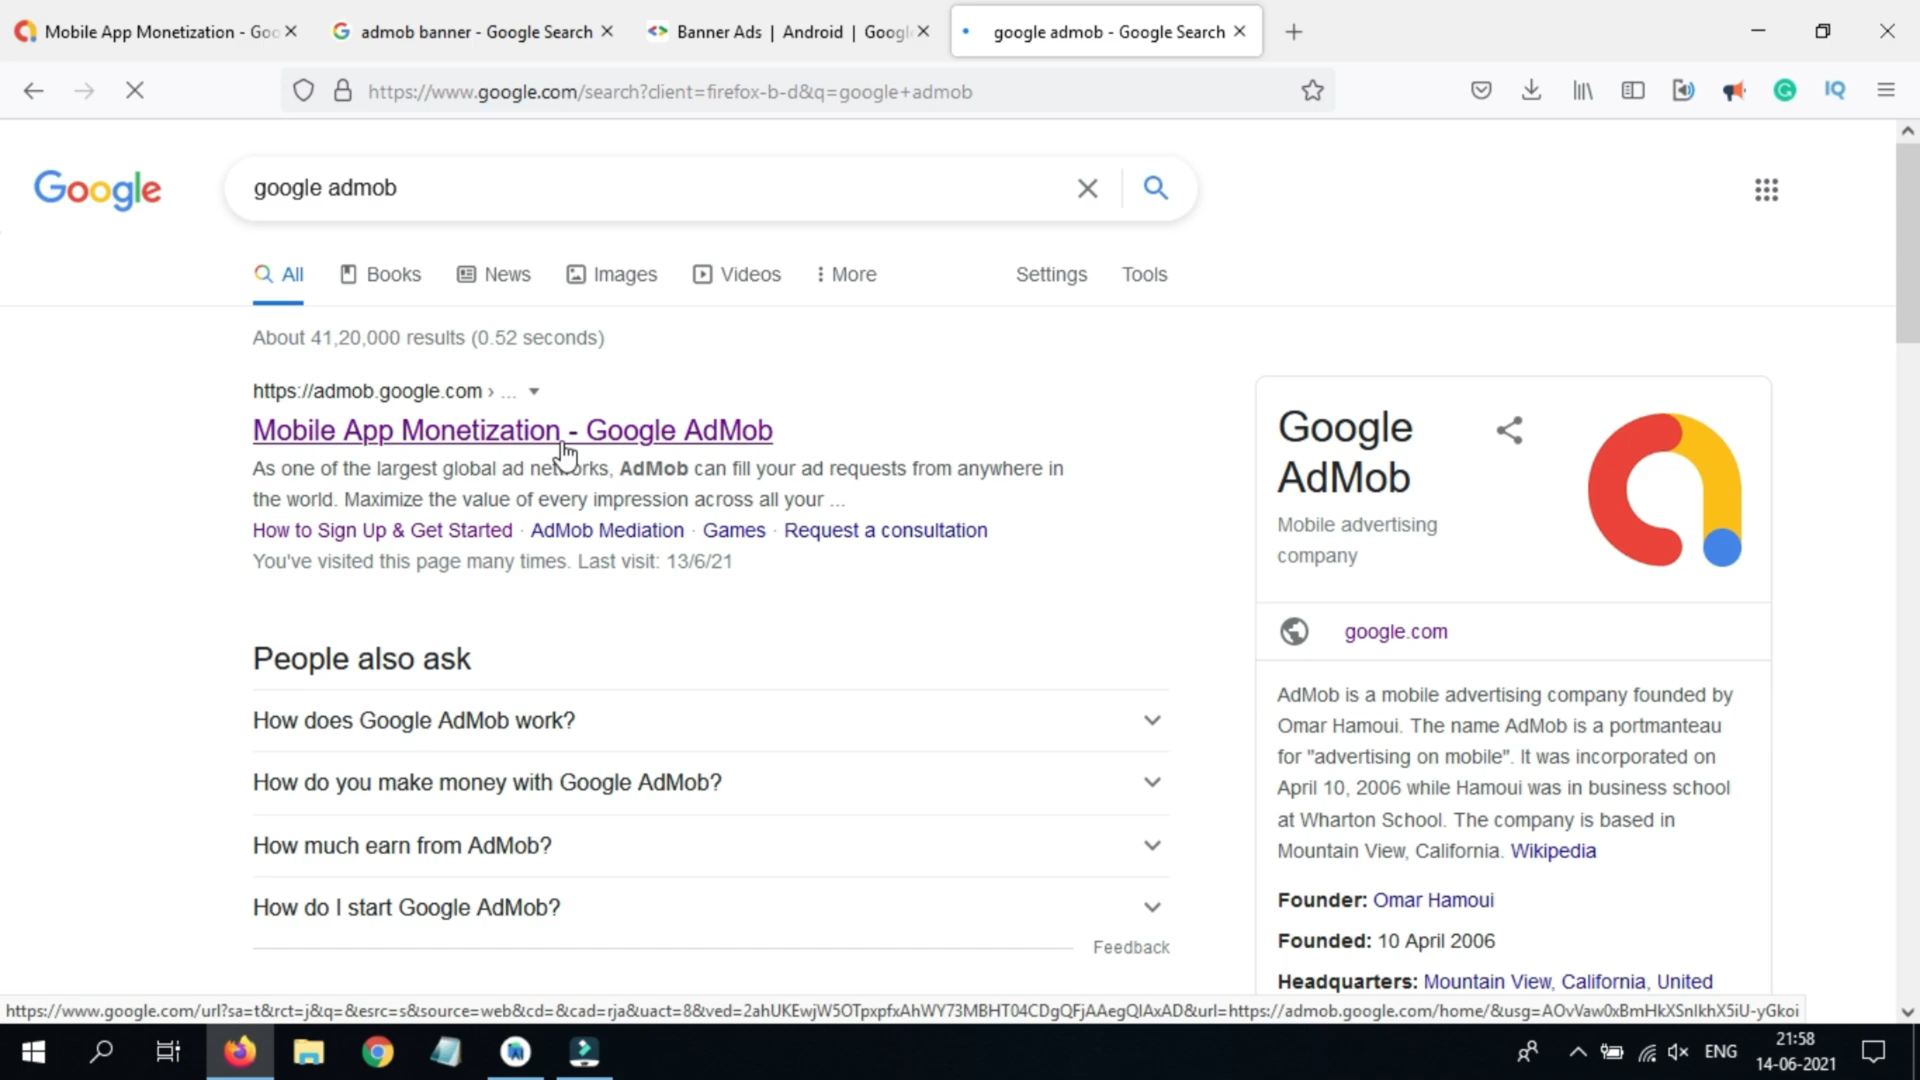 Mobile App Monetization - Goo
admob banner - Google Search
Banner Ads | Android | Googl
google admob - Google Search
https://www.google.com/search?client=firefox-b-d&q=google+admob
IQ
Google
google admob
All
Books
News
Images
Videos
More
Settings
Tools
About 41,20,000 results (0.52 seconds)
https://admob.google.com › ...
Mobile App Monetization - Google AdMob
As one of the largest global ad networks, AdMob can fill your ad requests from anywhere in
the world. Maximize the value of every impression across all your ...
How to Sign Up & Get Started · AdMob Mediation · Games · Request a consultation
You've visited this page many times. Last visit: 13/6/21
People also ask
How does Google AdMob work?
How do you make money with Google AdMob?
How much earn from AdMob?
How do I start Google AdMob?
Feedback
Google
AdMob
Mobile advertising
company
google.com
AdMob is a mobile advertising company founded by
Omar Hamoui. The name AdMob is a portmanteau
for "advertising on mobile". It was incorporated on
April 10, 2006 while Hamoui was in business school
at Wharton School. The company is based in
Mountain View, California. Wikipedia
Founder: Omar Hamoui
Founded: 10 April 2006
Headquarters: Mountain View, California, United
https://www.google.com/url?sa=t&rct=j&q=&esrc=s&source=web&cd=&cad=rja&uact=8&ved=2ahUKEwjW5OTpxpfxAhWY73MBHT04CDgQFjAAegQIAxAD&url=https://admob.google.com/home/&usg=AOvVaw0xBmHkXSnlkhX5iU-yGkoi
ENG
21:58
14-06-2021